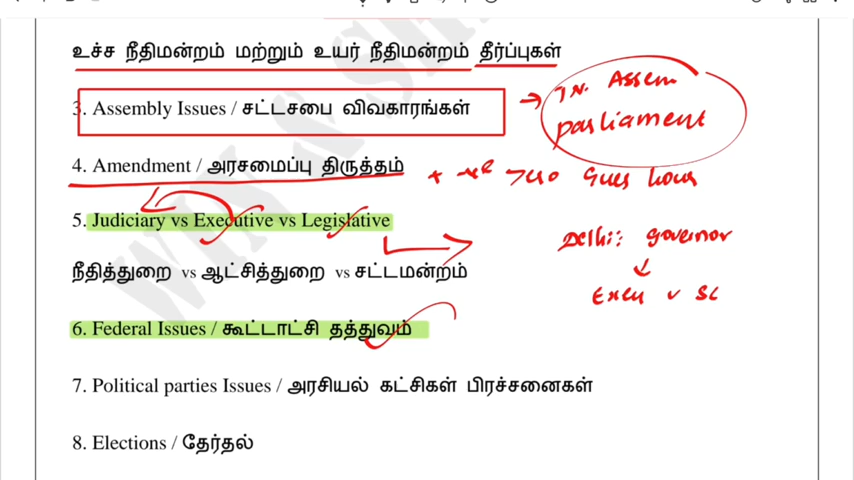 உச்ச நீதிமன்றம் மற்றும் உயர் நீதிமன்றம் தீர்ப்புகள்
3. Assembly Issues / சட்டசபை விவகாரங்கள்
TN. Assem
parliament
4. Amendment / அரசமைப்பு திருத்தம்
hour
5. Judiciary vs Executive vs Legislative
Delhi: governor
நீதித்துறை vs ஆட்சித்துறை vs சட்டமன்றம்
Execu v SC
6. Federal Issues / கூட்டாட்சி தத்துவம்
7. Political parties Issues / அரசியல் கட்சிகள் பிரச்சனைகள்
8. Elections / தேர்தல்